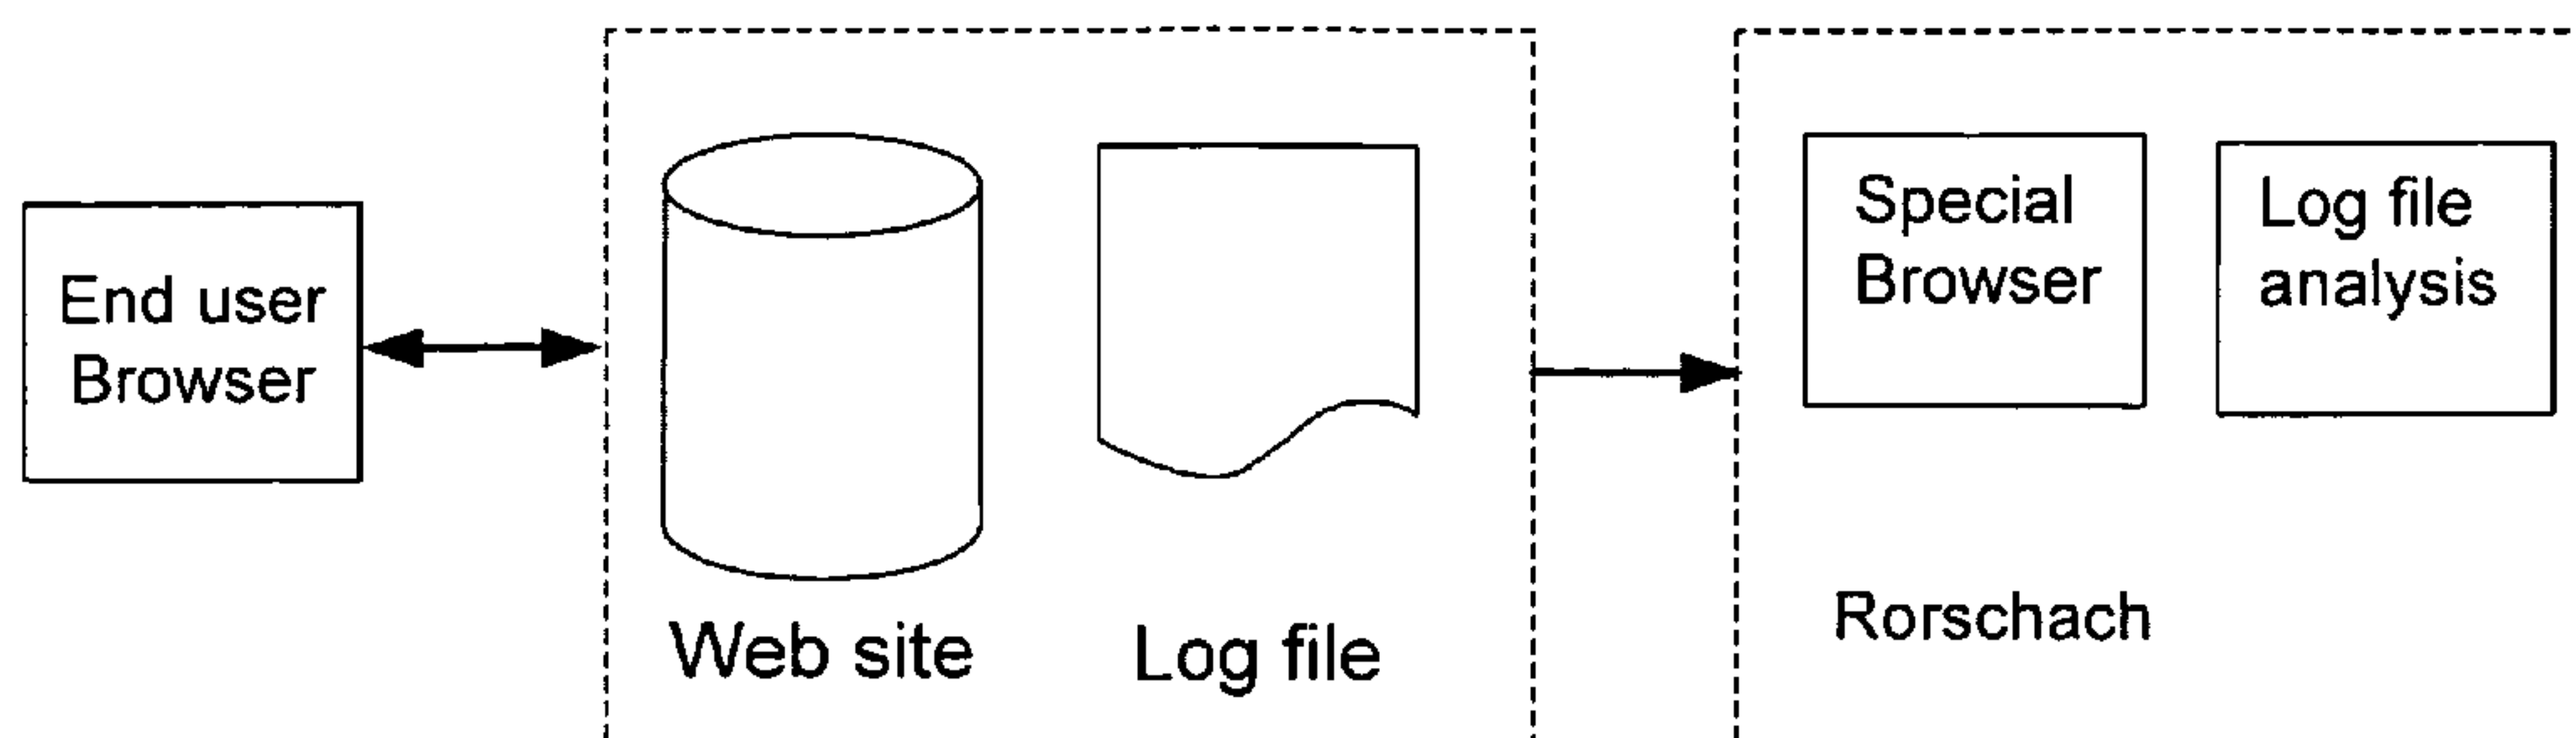 End user
Browser
Web site
Log file
Special
Browser
Log file
analysis
Rorschach